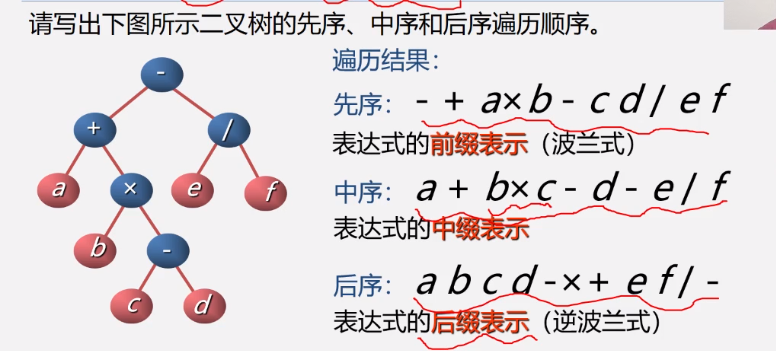 请写出下图所示二叉树的先序、中序和后序遍历顺序。
遍历结果：
先序： - + a×b - c d / e f
表达式的前缀表示（波兰式）
中序： a + b×c - d - e / f
表达式的中缀表示
后序： a b c d -×+ e f / -
表达式的后缀表示（逆波兰式）
-
+ /
a × e f
b -
c d